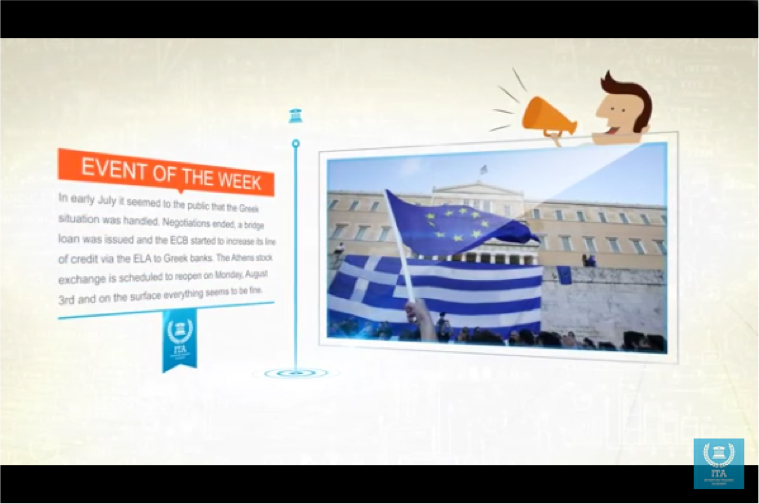 EVENT OF THE WEEK
In early July it seemed to the public that the Greek
situation was handled. Negotiations ended, a bridge
loan was issued and the ECB started to increase its line
of credit via the ELA to Greek banks. The Athens stock
exchange is scheduled to reopen on Monday, August
3rd and on the surface everything seems to be fine.
ITA
ITA